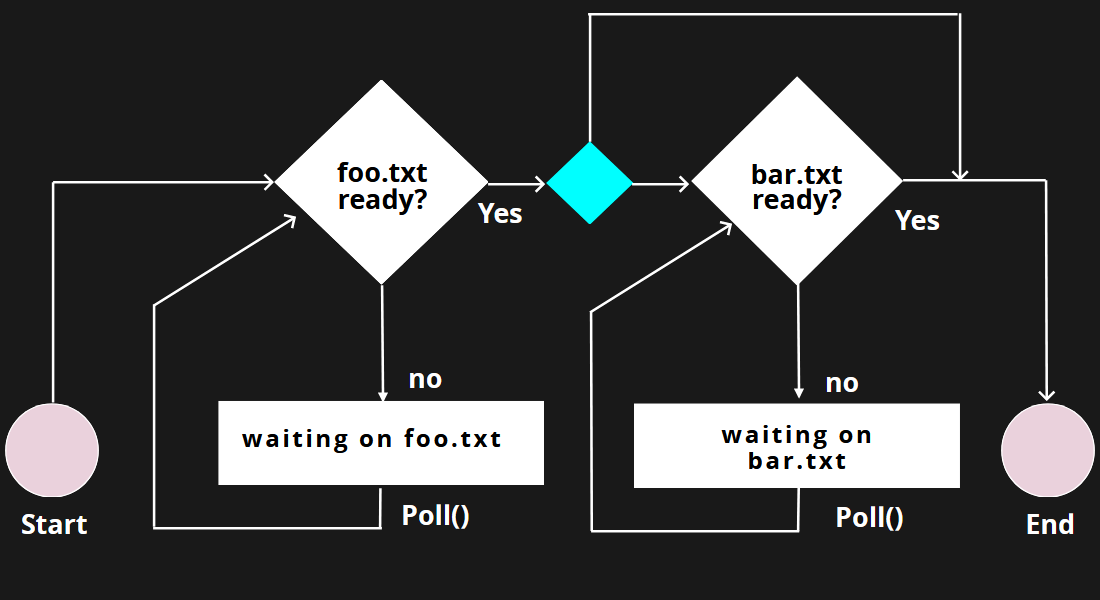 foo.txt
ready?
Yes
bar.txt
ready?
Yes
no
waiting on foo.txt
Poll()
no
waiting on
bar.txt
Poll()
Start
End